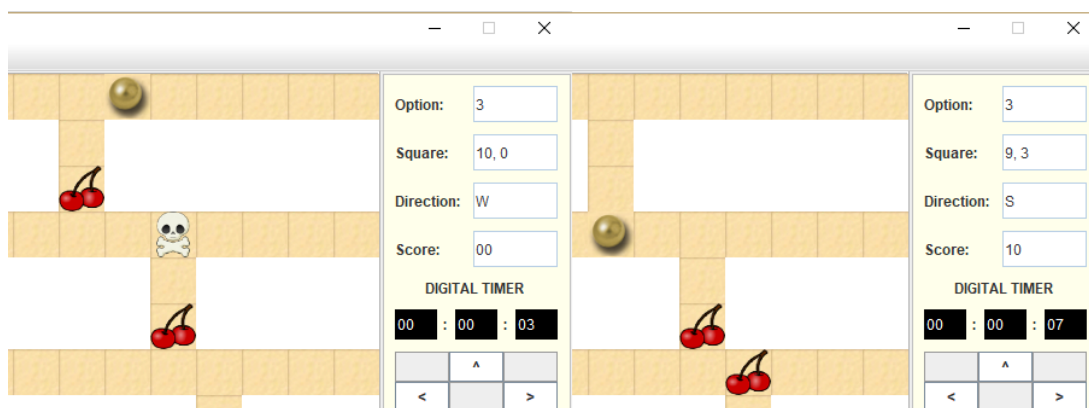 Option: 3
Square: 10, 0
Direction: W
Score: 00
DIGITAL TIMER
00 : 00 : 03
^
< >
Option: 3
Square: 9, 3
Direction: S
Score: 10
DIGITAL TIMER
00 : 00 : 07
^
< >